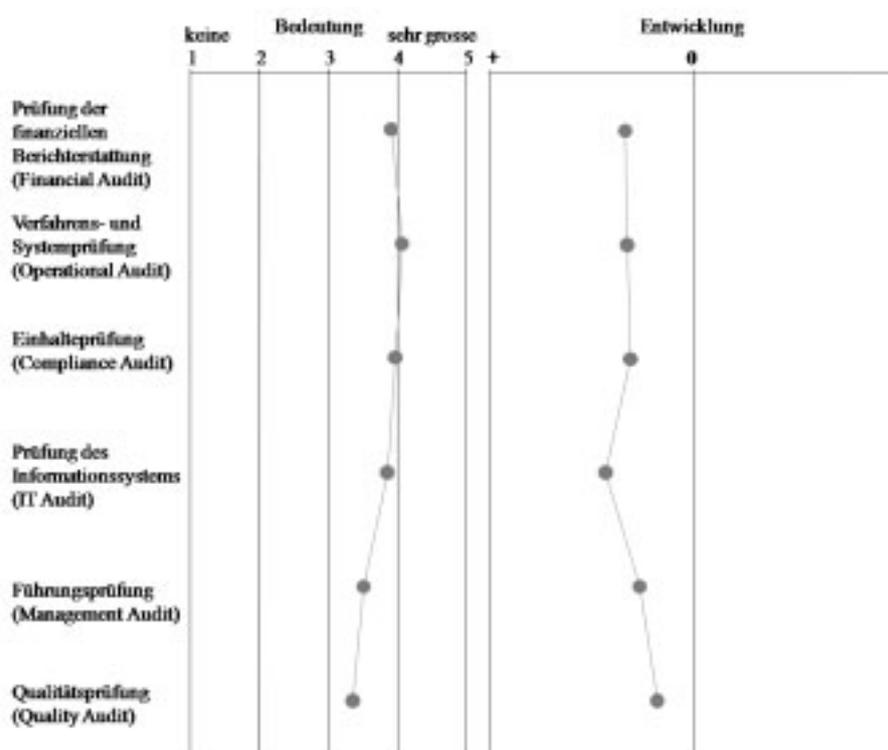 Bedeutung
Entwicklung
keine
sehr grosse
1 2 3 4 5 + 0
Prüfung der
finanziellen
Berichterstattung
(Financial Audit)
Verfahrens- und
Systemprüfung
(Operational Audit)
Einhalteprüfung
(Compliance Audit)
Prüfung des
Informationssystems
(IT Audit)
Führungsprüfung
(Management Audit)
Qualitätsprüfung
(Quality Audit)